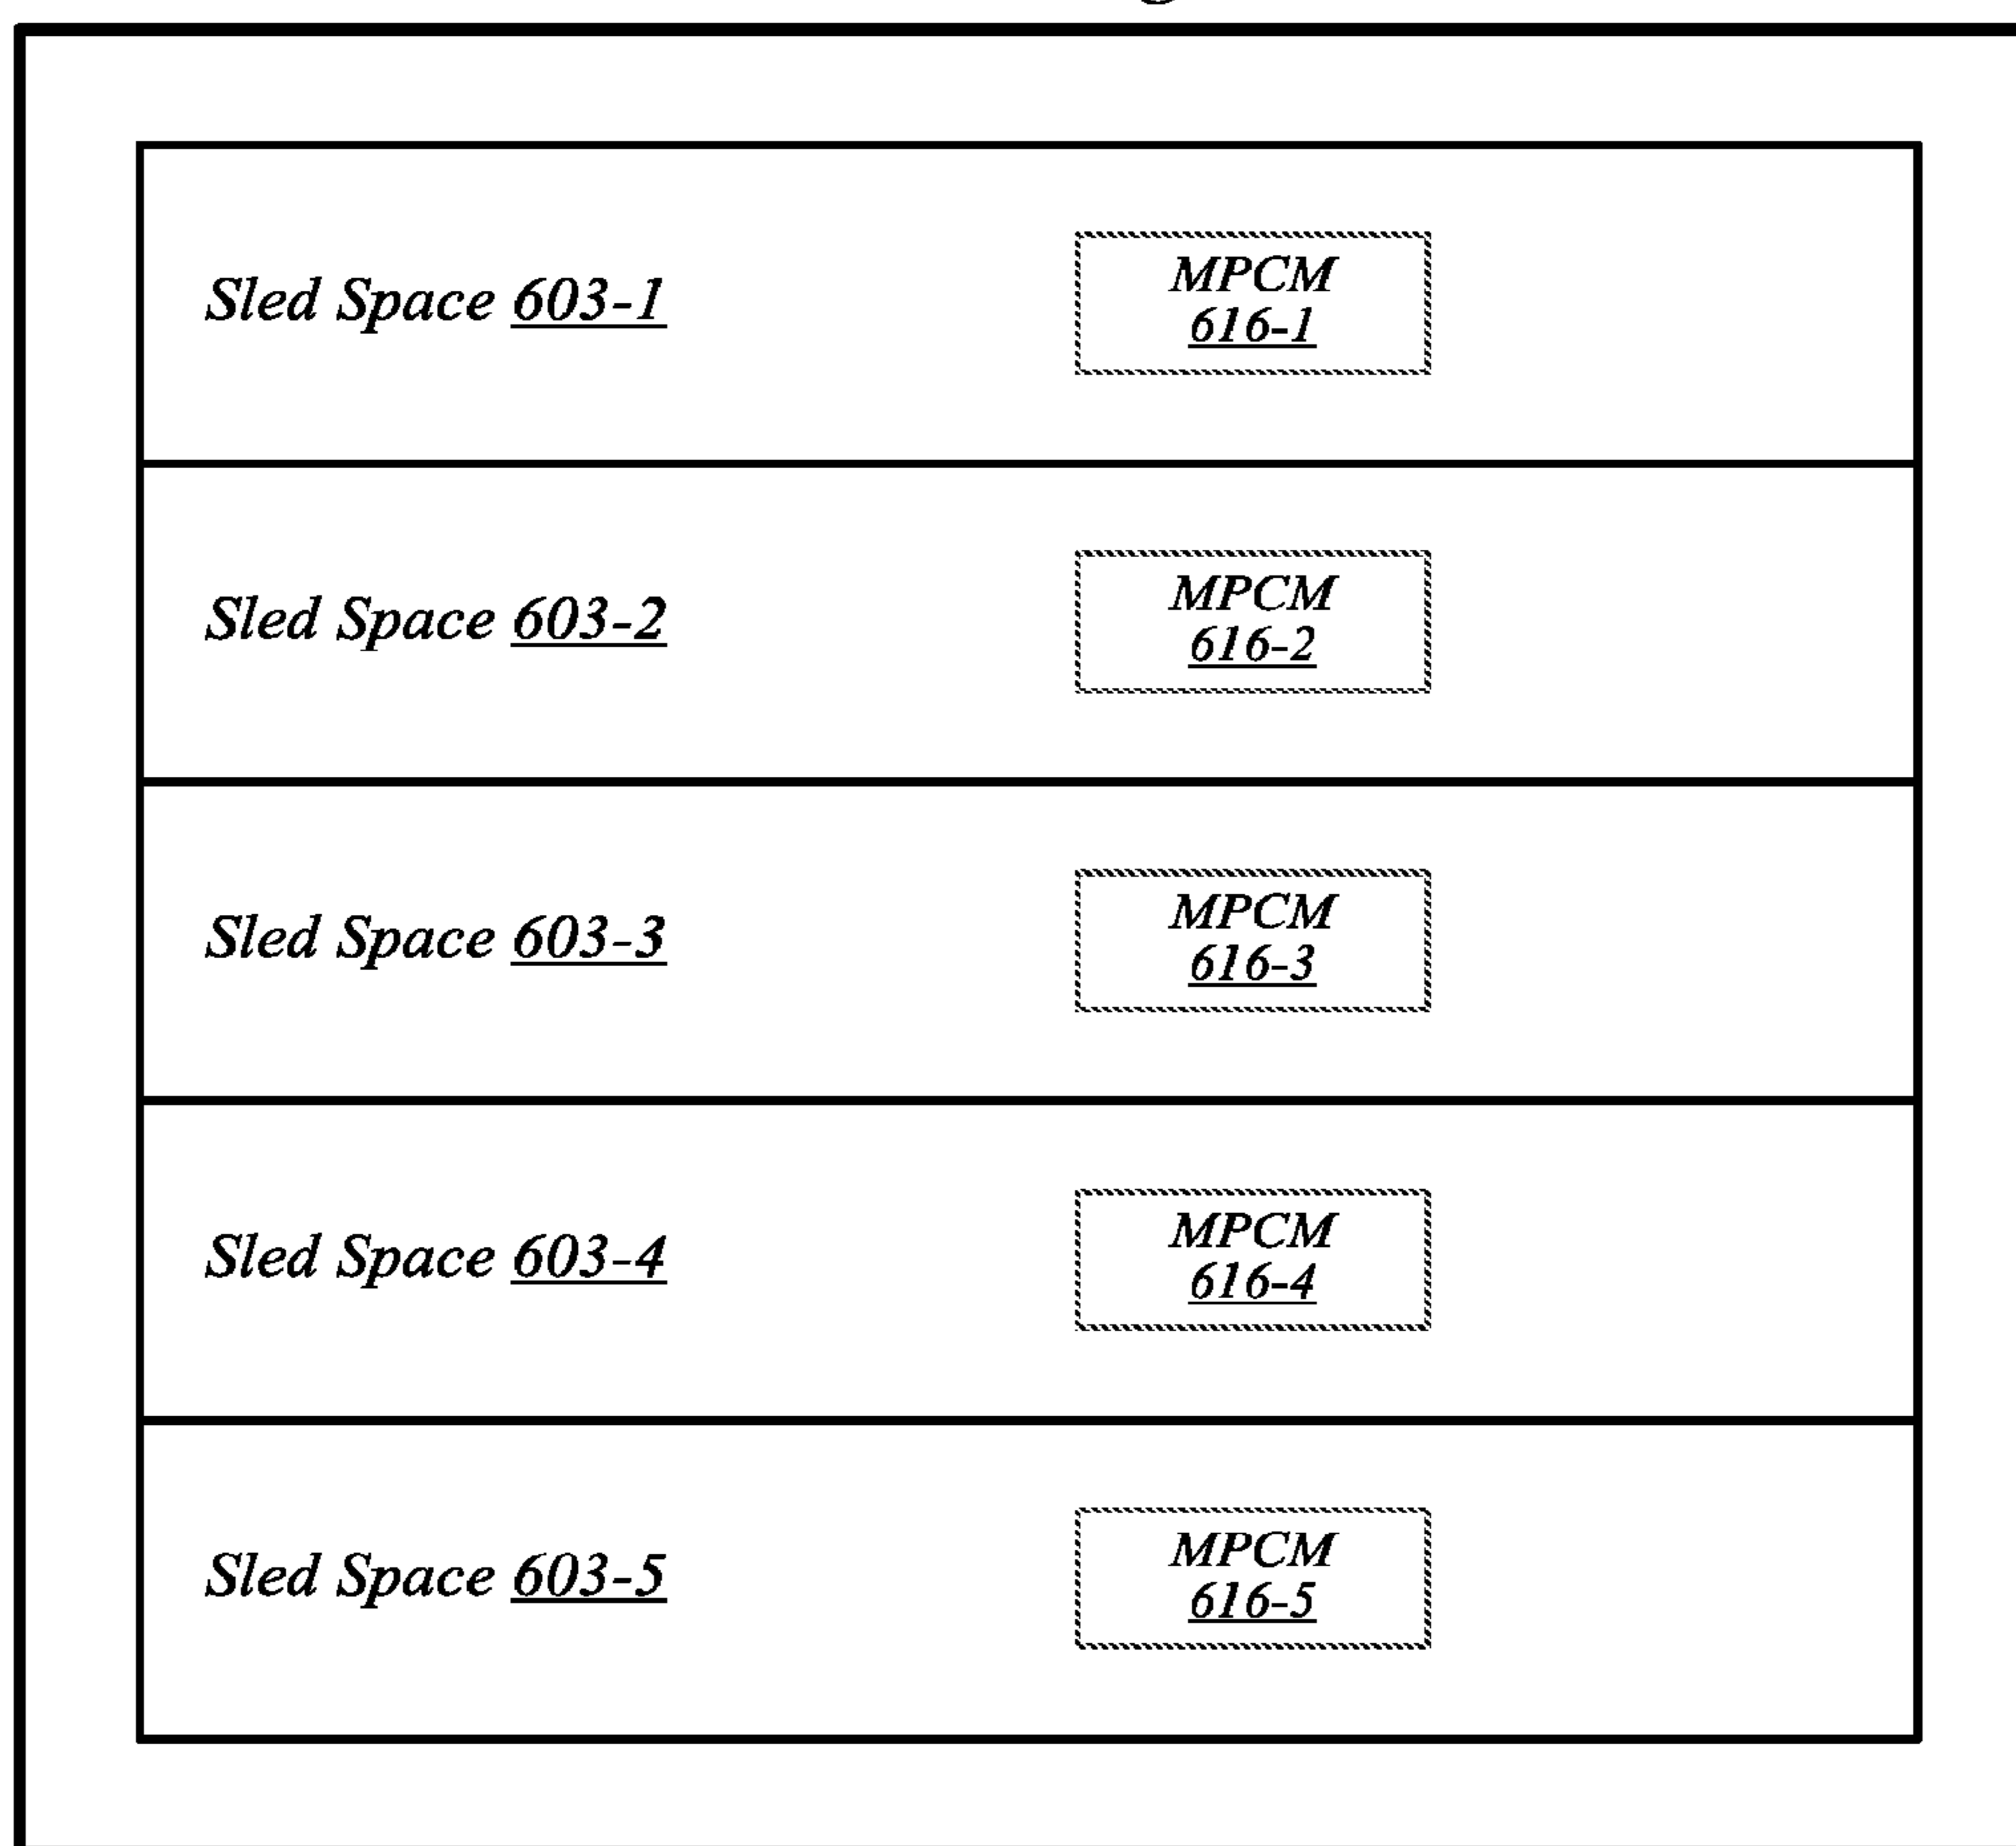 Sled Space 603-1
MPCM
616-1
Sled Space 603-2
MPCM
616-2
Sled Space 603-3
MPCM
616-3
Sled Space 603-4
MPCM
616-4
Sled Space 603-5
MPCM
616-5